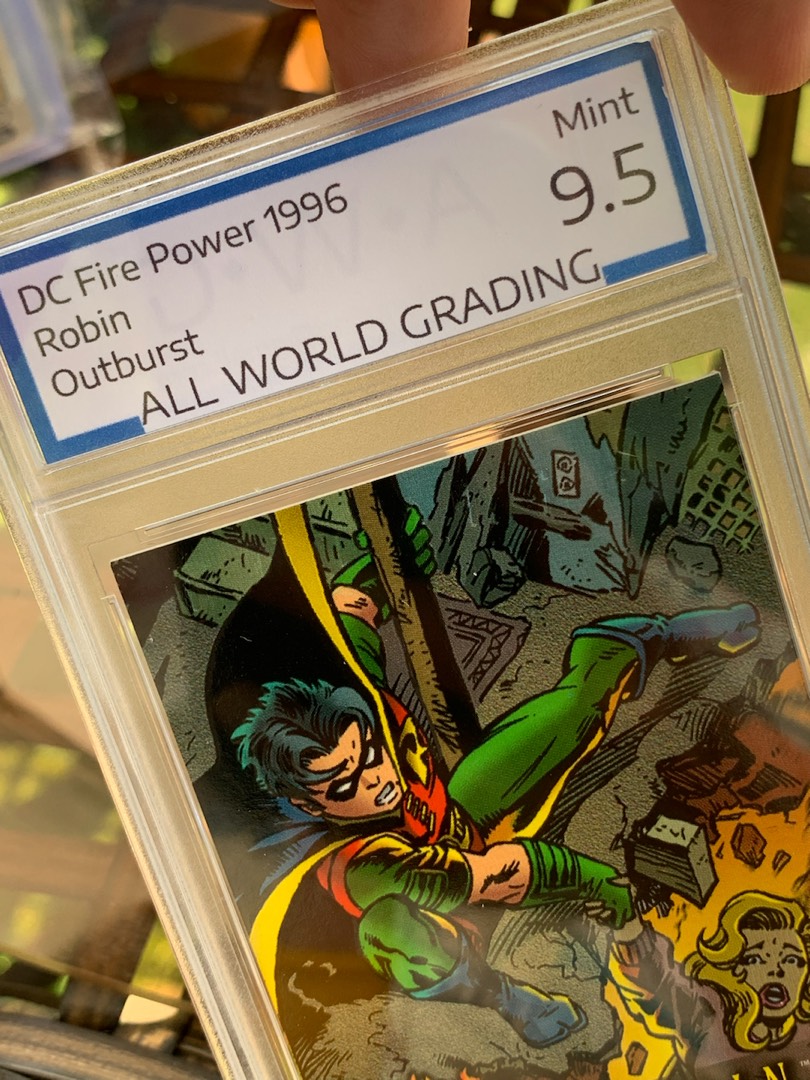 Mint
9.5
DC Fire Power 1996
Robin
Outburst
ALL WORLD GRADING